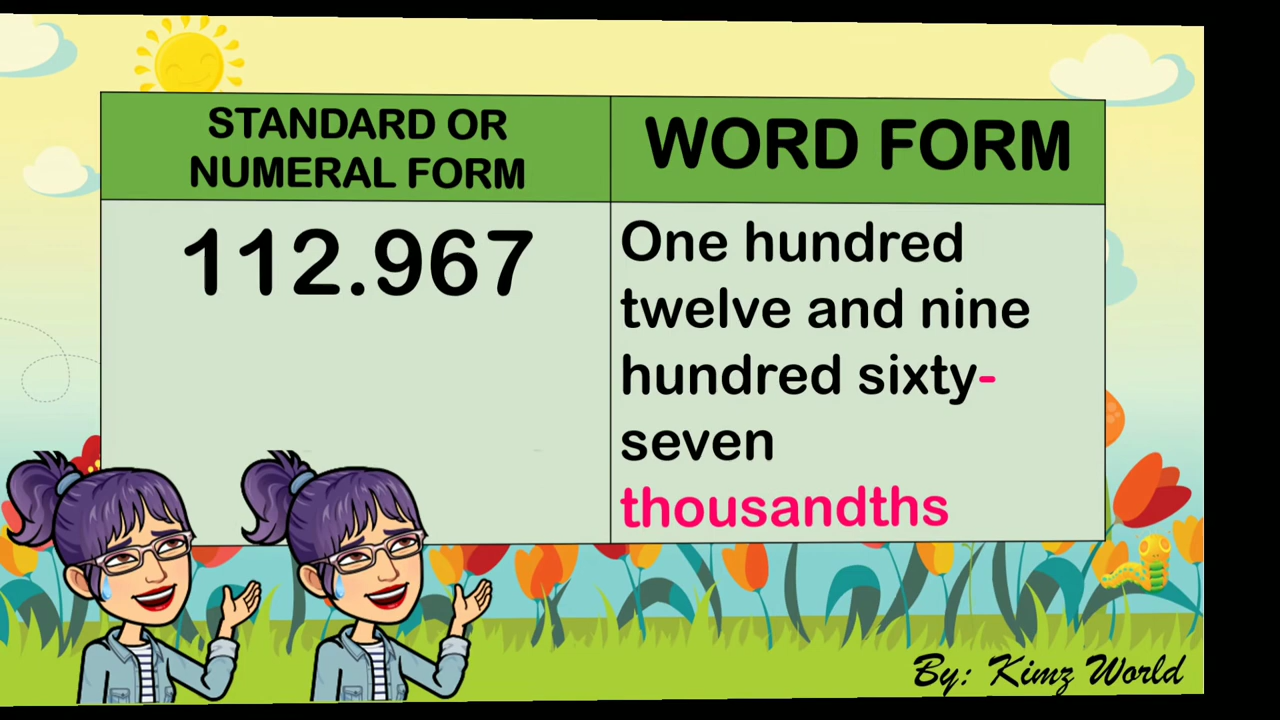 STANDARD OR
NUMERAL FORM
WORD FORM
112.967
One hundred
twelve and nine
hundred sixty-
seven
thousandths
By: Kimz World